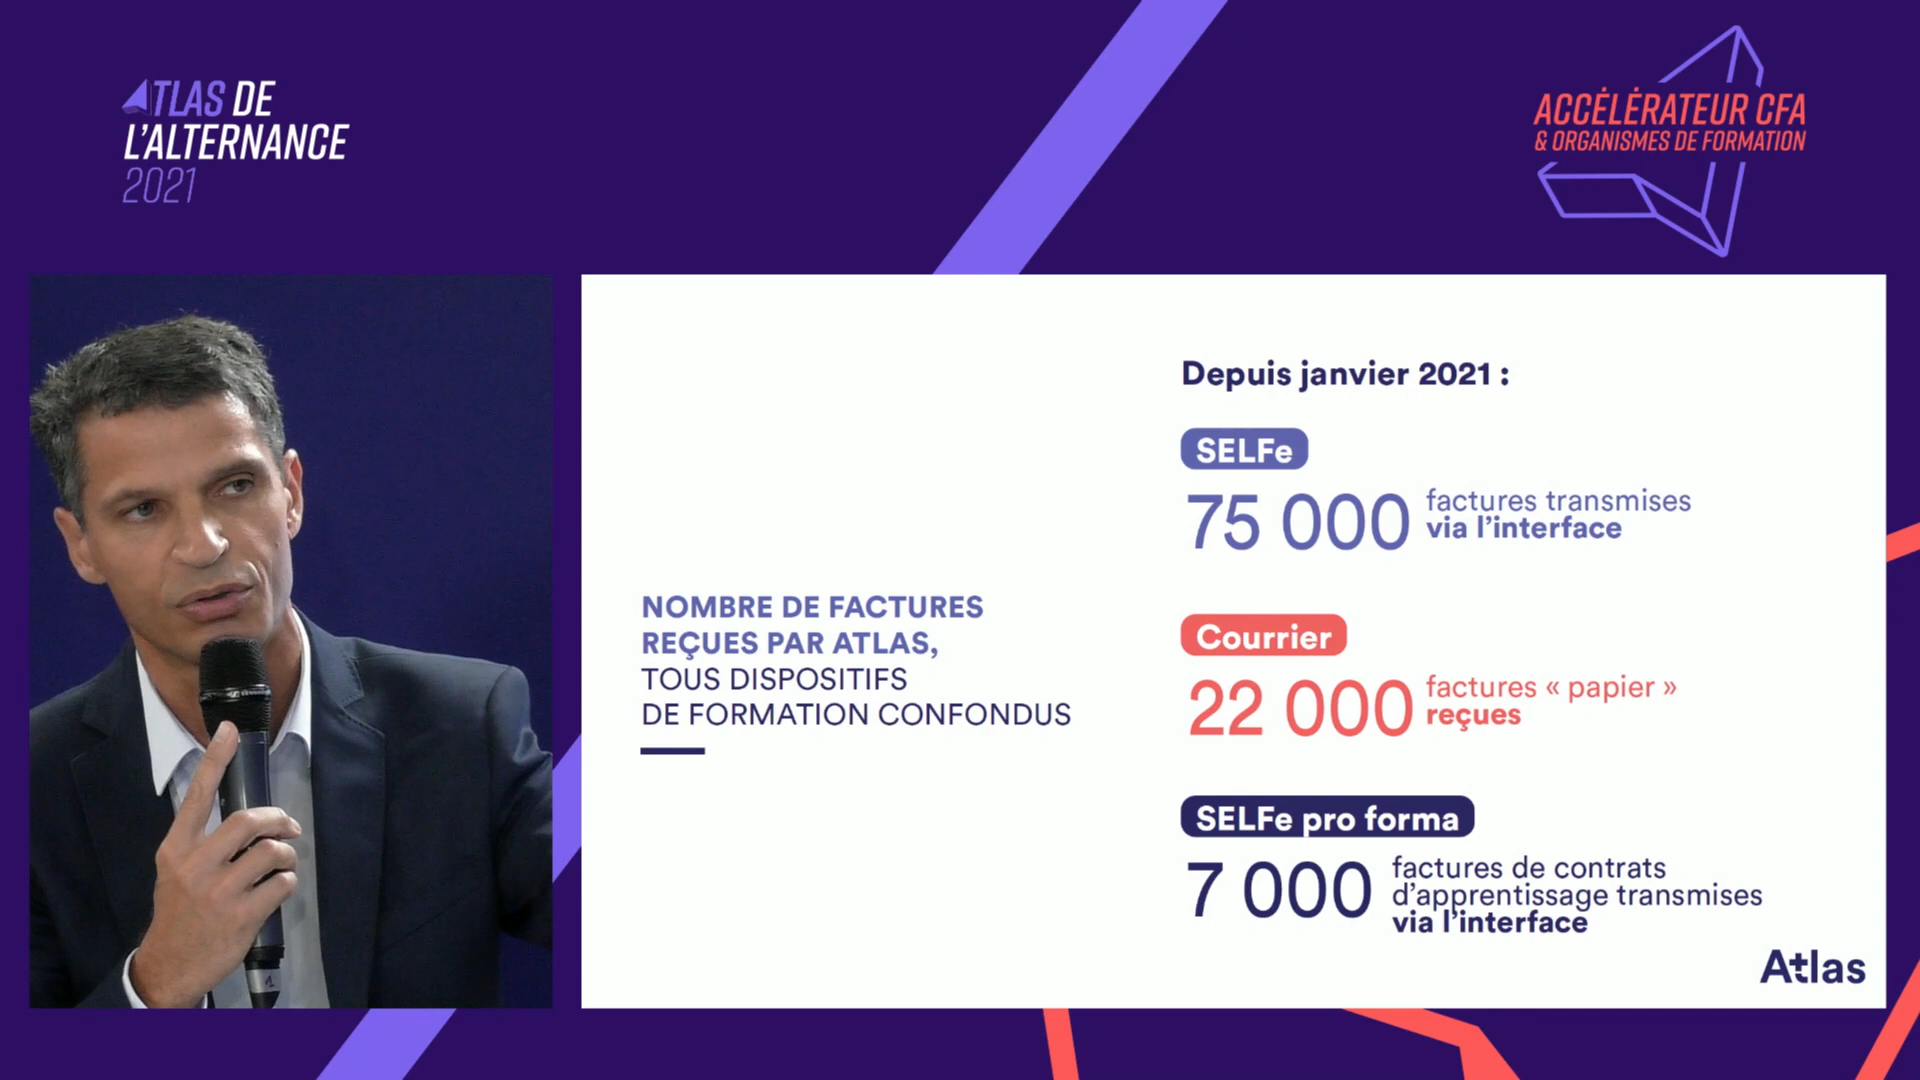 ATLAS DE
L'ALTERNANCE
2021
ACCÉLÉRATEUR CFA
& ORGANISMES DE FORMATION
NOMBRE DE FACTURES
REÇUES PAR ATLAS,
TOUS DISPOSITIFS
DE FORMATION CONFONDUS
Depuis janvier 2021 :
SELFe
75 000
factures transmises
via l'interface
Courrier
22 000
factures « papier »
reçues
SELFe pro forma
7 000
factures de contrats
d'apprentissage transmises
via l'interface
Atlas